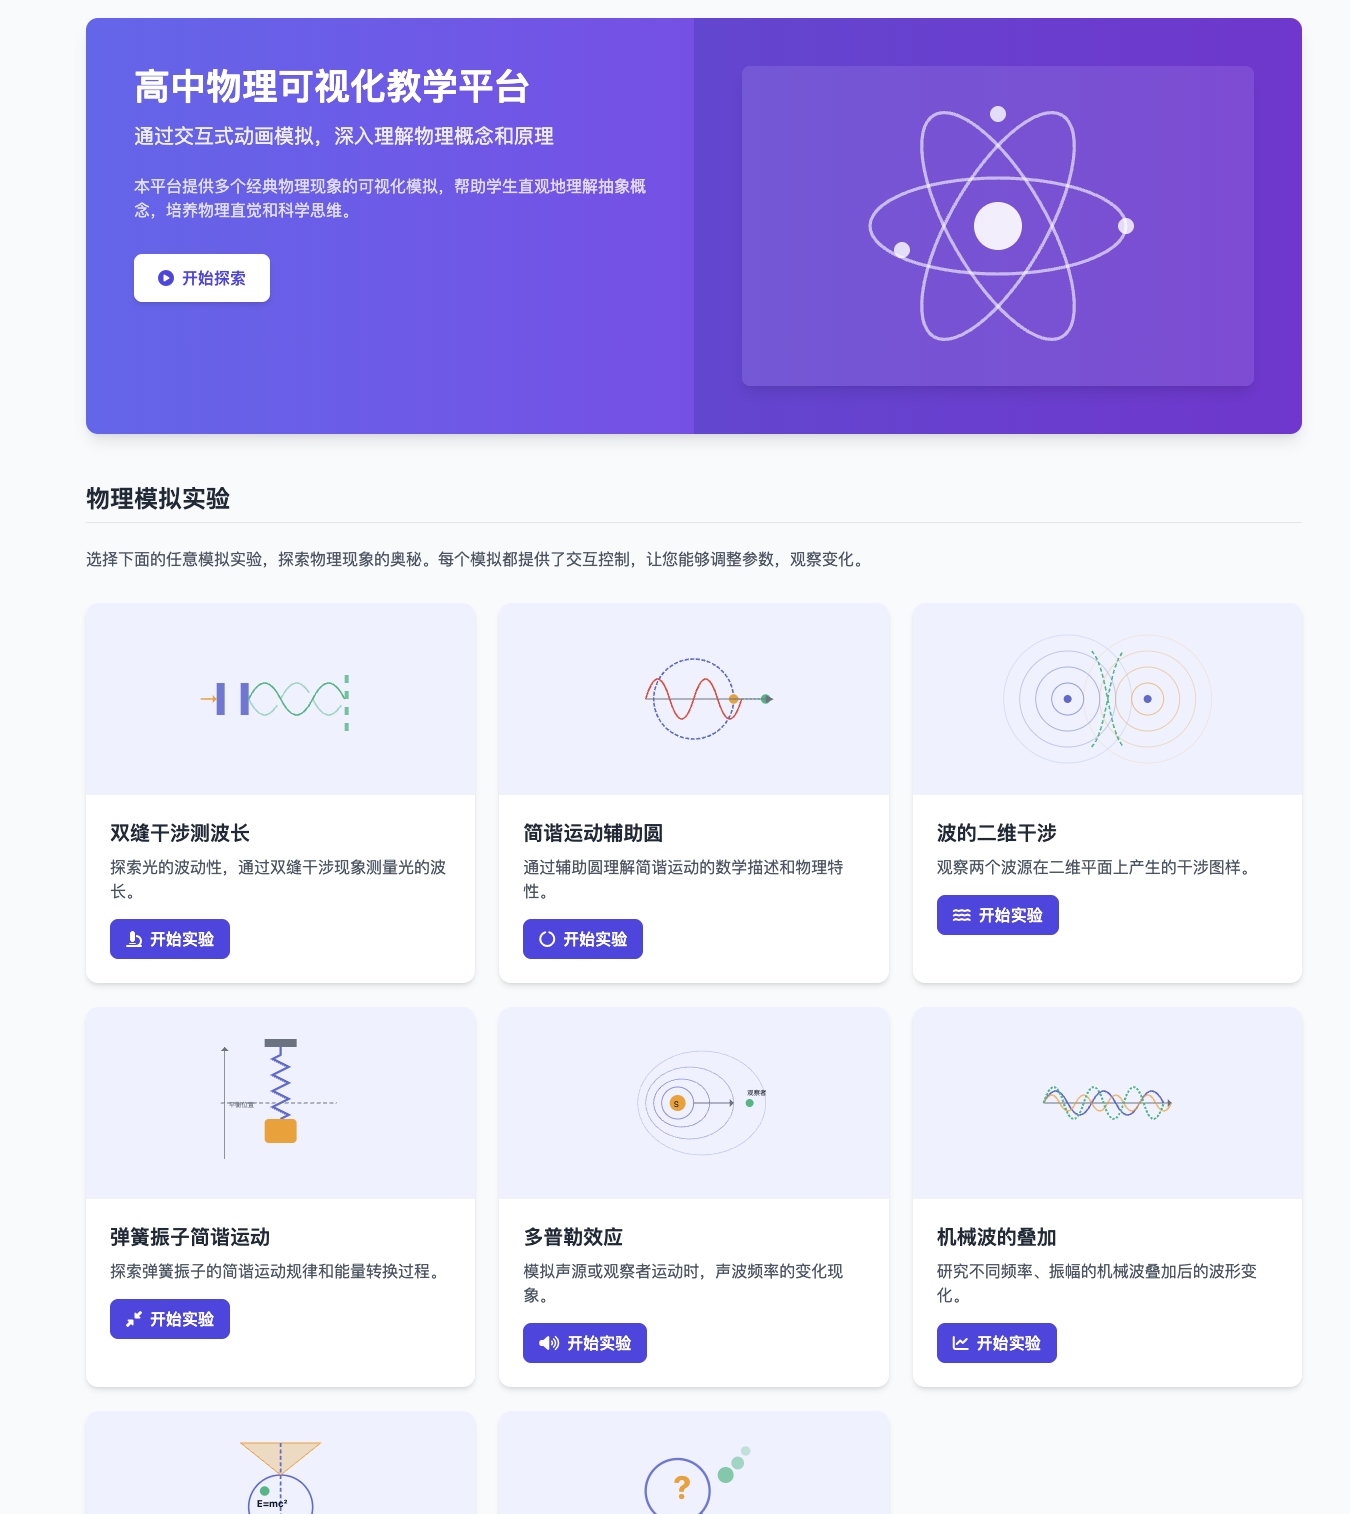 高中物理可视化教学平台
通过交互式动画模拟，深入理解物理概念和原理
本平台提供多个经典物理现象的可视化模拟，帮助学生直观地理解抽象概
念，培养物理直觉和科学思维。
开始探索
物理模拟实验
选择下面的任意模拟实验，探索物理现象的奥秘。每个模拟都提供了交互控制，让您能够调整参数，观察变化。
双缝干涉测波长
探索光的波动性，通过双缝干涉现象测量光的波
长。
开始实验
简谐运动辅助圆
通过辅助圆理解简谐运动的数学描述和物理特
性。
开始实验
波的二维干涉
观察两个波源在二维平面上产生的干涉图样。
开始实验
平衡位置
弹簧振子简谐运动
探索弹簧振子的简谐运动规律和能量转换过程。
开始实验
S
观察者
多普勒效应
模拟声源或观察者运动时，声波频率的变化现
象。
开始实验
机械波的叠加
研究不同频率、振幅的机械波叠加后的波形变
化。
开始实验
E=mc²
?